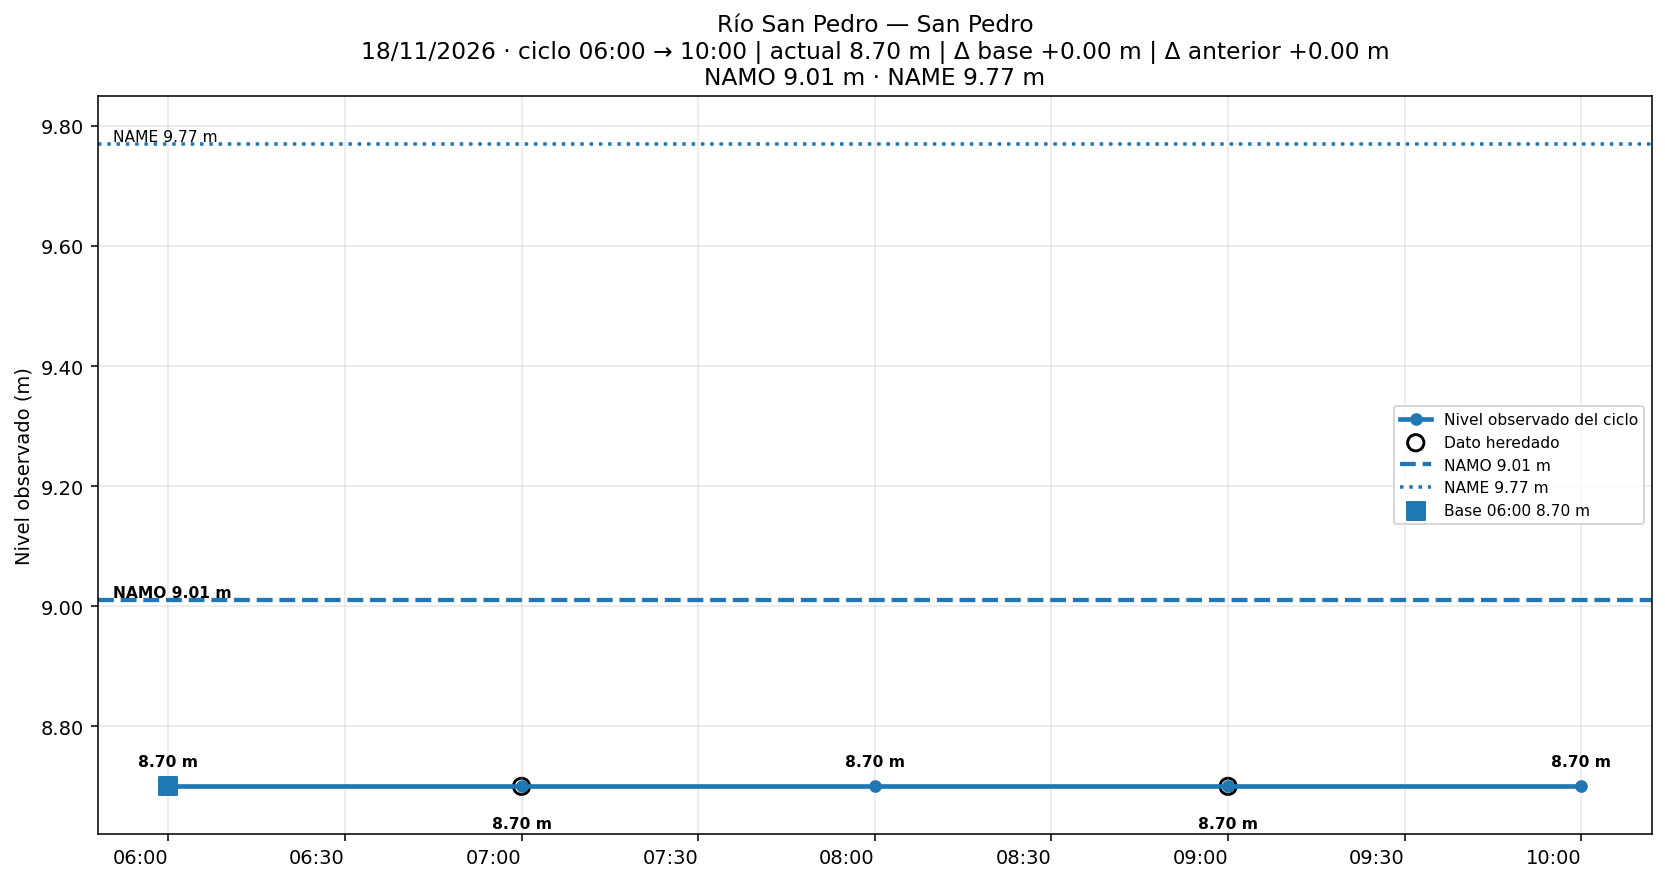 Río San Pedro — San Pedro
18/11/2026 · ciclo 06:00 → 10:00 | actual 8.70 m | Δ base +0.00 m | Δ anterior +0.00 m
NAMO 9.01 m · NAME 9.77 m
Nivel observado (m)
9.80
9.60
9.40
9.20
9.00
8.80
NAME 9.77 m
NAMO 9.01 m
Nivel observado del ciclo
Dato heredado
NAMO 9.01 m
NAME 9.77 m
Base 06:00 8.70 m
8.70 m
8.70 m
8.70 m
8.70 m
8.70 m
06:00
06:30
07:00
07:30
08:00
08:30
09:00
09:30
10:00